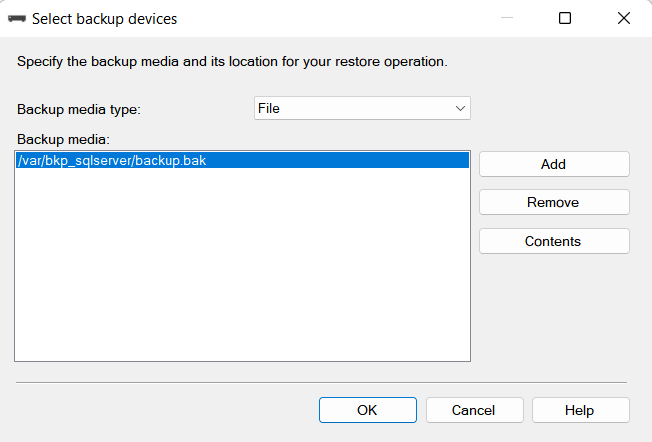 Select backup devices
Specify the backup media and its location for your restore operation.
Backup media type:
File
Backup media:
/var/bkp_sqlserver/backup.bak
Add
Remove
Contents
OK
Cancel
Help